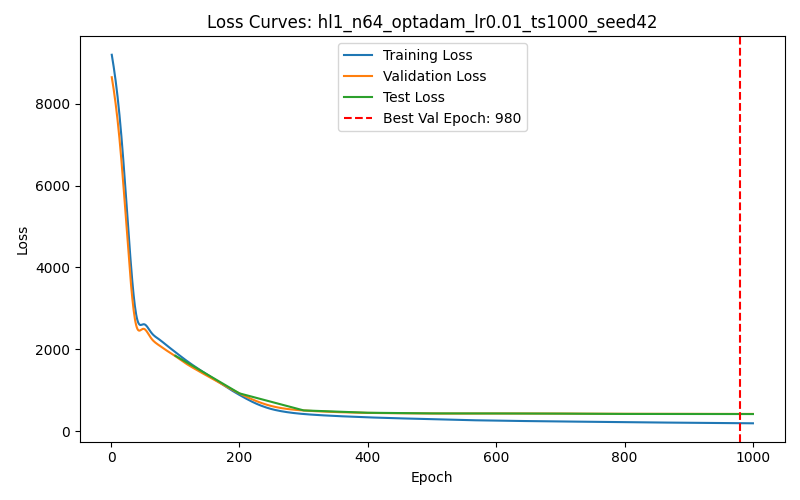 Loss Curves: hl1_n64_optadam_lr0.01_ts1000_seed42
Training Loss
Validation Loss
Test Loss
Best Val Epoch: 980
Loss
8000
6000
4000
2000
0
0 200 400 600 800 1000
Epoch